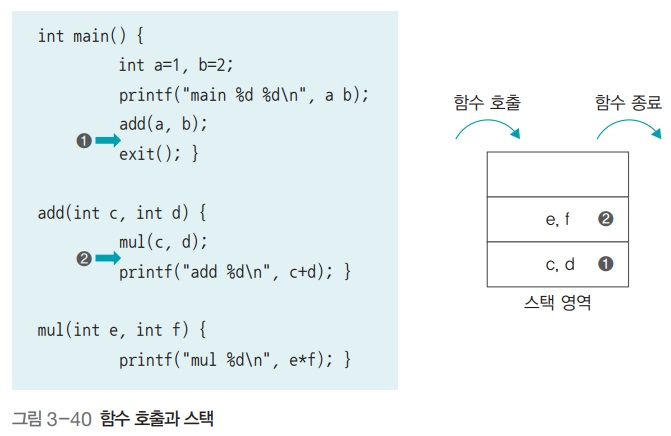 int main() {
int a=1, b=2;
printf("main %d %d\n", a b);
add(a, b);
❶
exit(); }
add(int c, int d) {
mul(c, d);
❷
printf("add %d\n", c+d); }
mul(int e, int f) {
printf("mul %d\n", e*f); }
함수 호출
함수 종료
e, f ❷
c, d ❶
스택 영역
그림 3-40 함수 호출과 스택